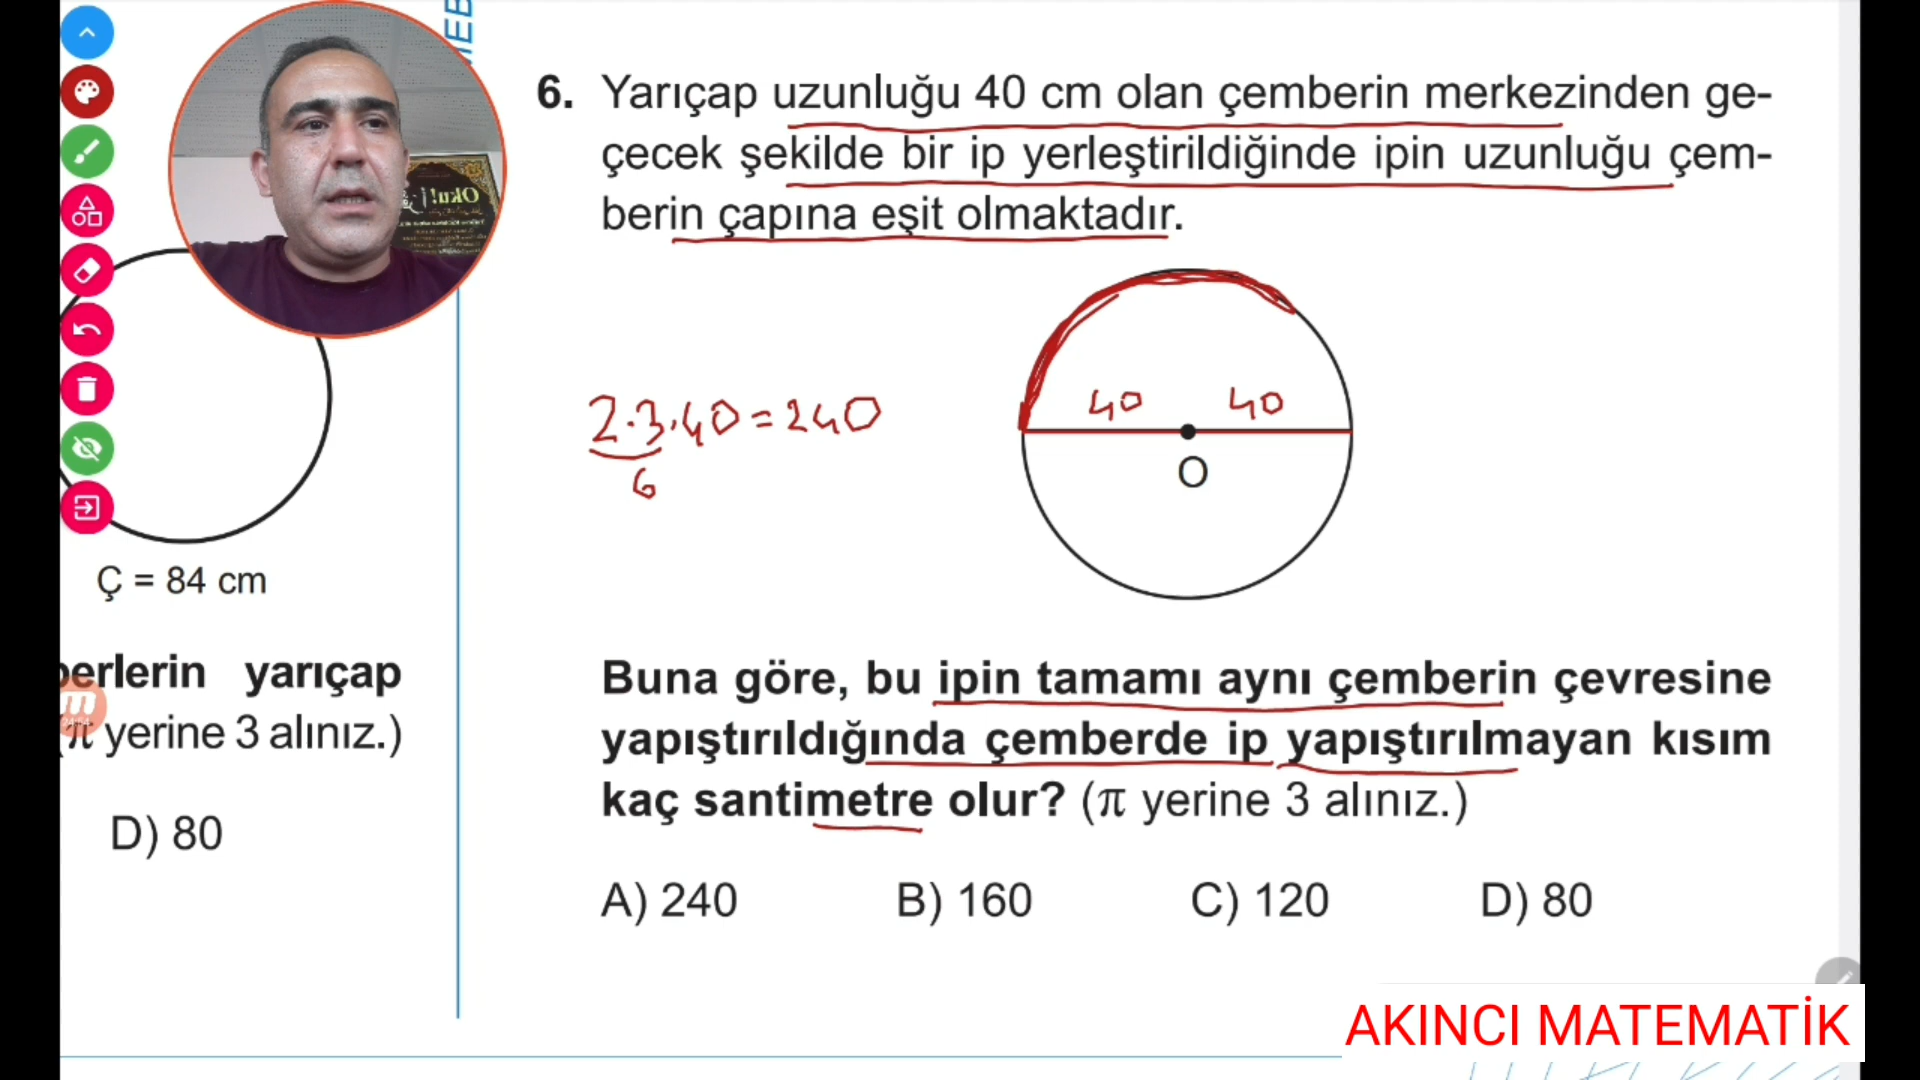 MEB
6. Yarıçap uzunluğu 40 cm olan çemberin merkezinden ge-
çecek şekilde bir ip yerleştirildiğinde ipin uzunluğu çem-
berin çapına eşit olmaktadır.
Oku!
40 40
2.3.40=240
6
O
Ç = 84 cm
yarıçap
(π yerine 3 alınız.)
D) 80
Buna göre, bu ipin tamamı aynı çemberin çevresine
yapıştırıldığında çemberde ip yapıştırılmayan kısım
kaç santimetre olur? (π yerine 3 alınız.)
A) 240 B) 160 C) 120 D) 80
AKINCI MATEMATİK